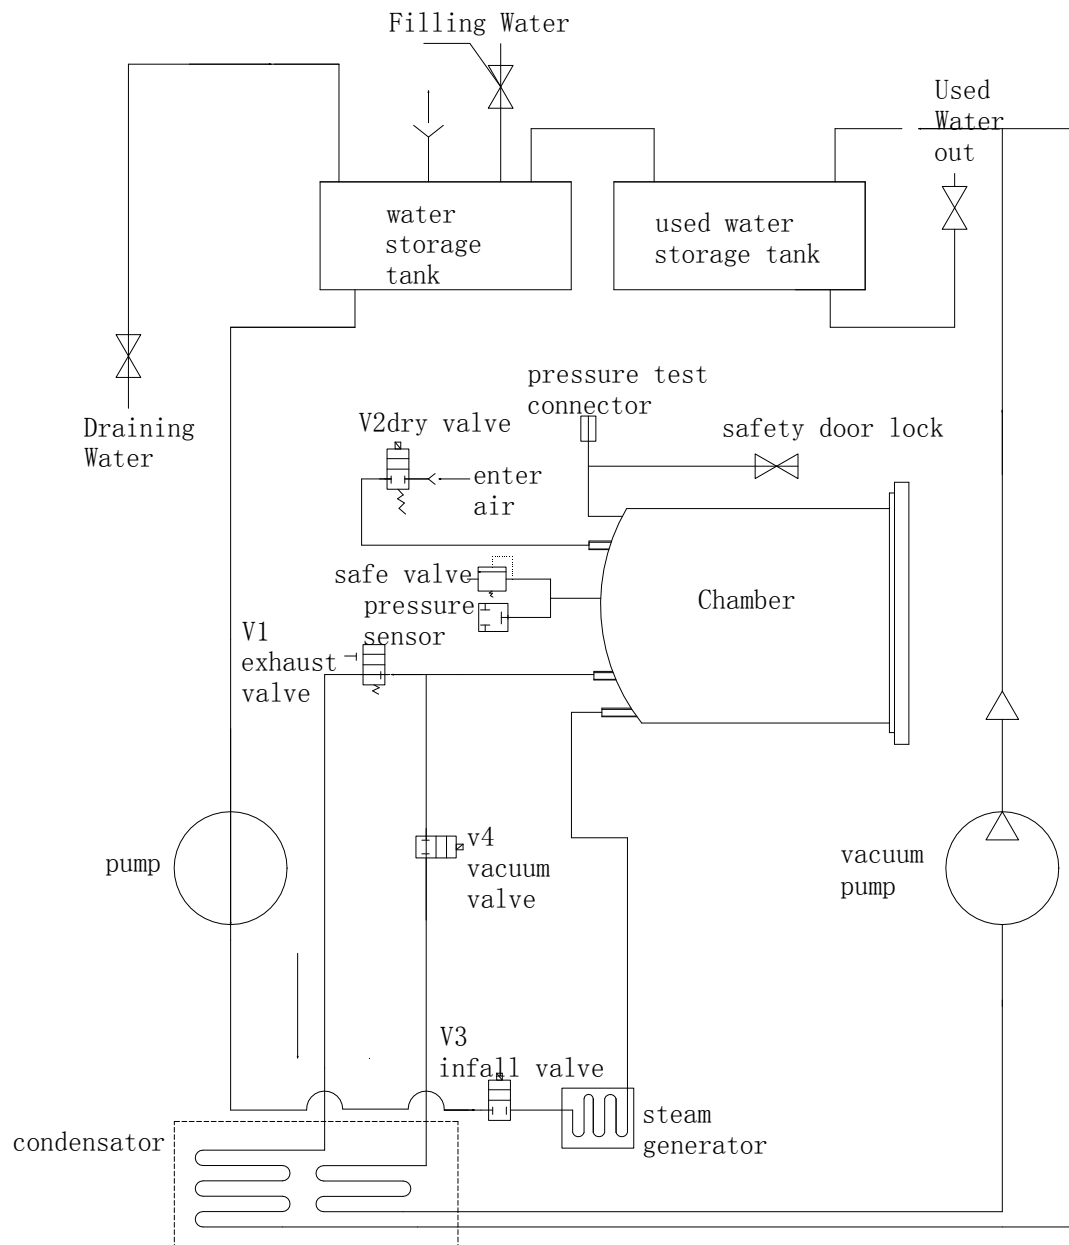 Filling Water
Used
Water
out
water
storage
tank
used water
storage tank
pressure test
connector
V2dry valve
safety door lock
Draining
Water
enter
air
safe valve
pressure
sensor
Chamber
V1
exhaust
valve
v4
vacuum
valve
pump
vacuum
pump
V3
infall valve
steam
generator
condensator